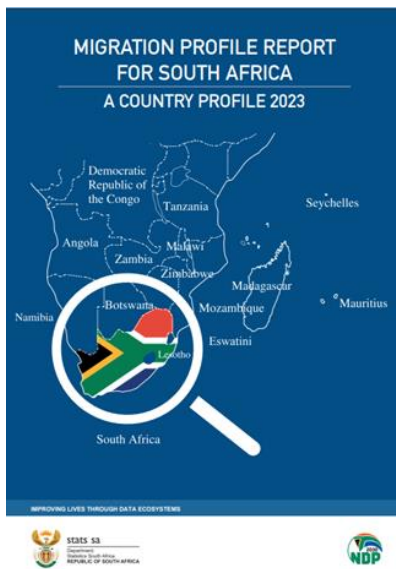 MIGRATION PROFILE REPORT
FOR SOUTH AFRICA
A COUNTRY PROFILE 2023
Democratic
Republic of
the Congo
Tanzania
Seychelles
Angola
Malawi
Zambia
Zimbabwe
Madagascar
Botswana
Mozambique
Mauritius
Namibia
Eswatini
Lesotho
South Africa
IMPROVING LIVES THROUGH DATA ECOSYSTEMS
stats sa
Department:
Statistics South Africa
REPUBLIC OF SOUTH AFRICA
2030
NDP